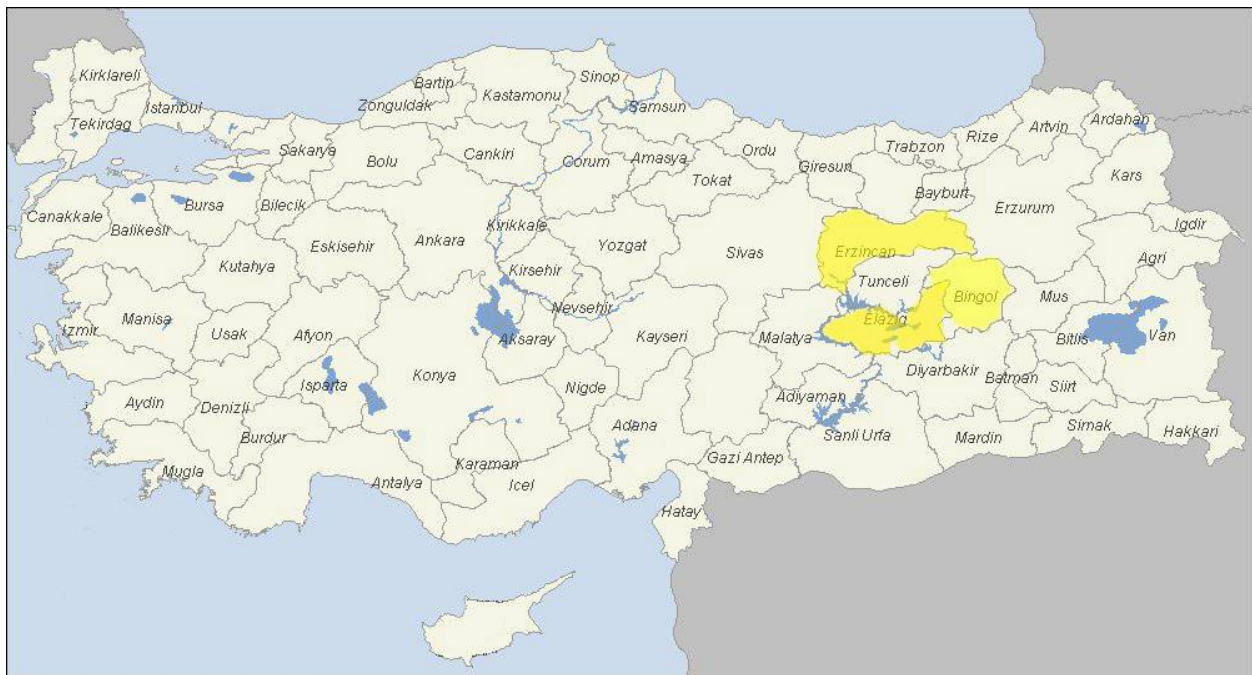 Kirklareli
Tekirdag
Istanbul
Zonguldak
Bartin
Kastamonu
Sinop
Samsun
Sakarya
Bolu
Cankiri
Corum
Amasya
Ordu
Tokat
Giresun
Trabzon
Rize
Artvin
Ardahan
Kars
Bayburt
Erzurum
Igdir
Agri
Canakkale
Balikesir
Bursa
Bilecik
Eskisehir
Ankara
Kirikkale
Yozgat
Sivas
Erzincan
Tunceli
Bingol
Mus
Kutahya
Kirsehir
Nevsehir
Kayseri
Malatya
Elazig
Bitlis
Van
Izmir
Manisa
Usak
Afyon
Aksaray
Diyarbakir
Batman
Siirt
Isparta
Konya
Nigde
Adiyaman
Aydin
Denizli
Burdur
Adana
Sanli Urfa
Mardin
Sirnak
Hakkari
Mugla
Antalya
Karaman
Icel
Gazi Antep
Hatay